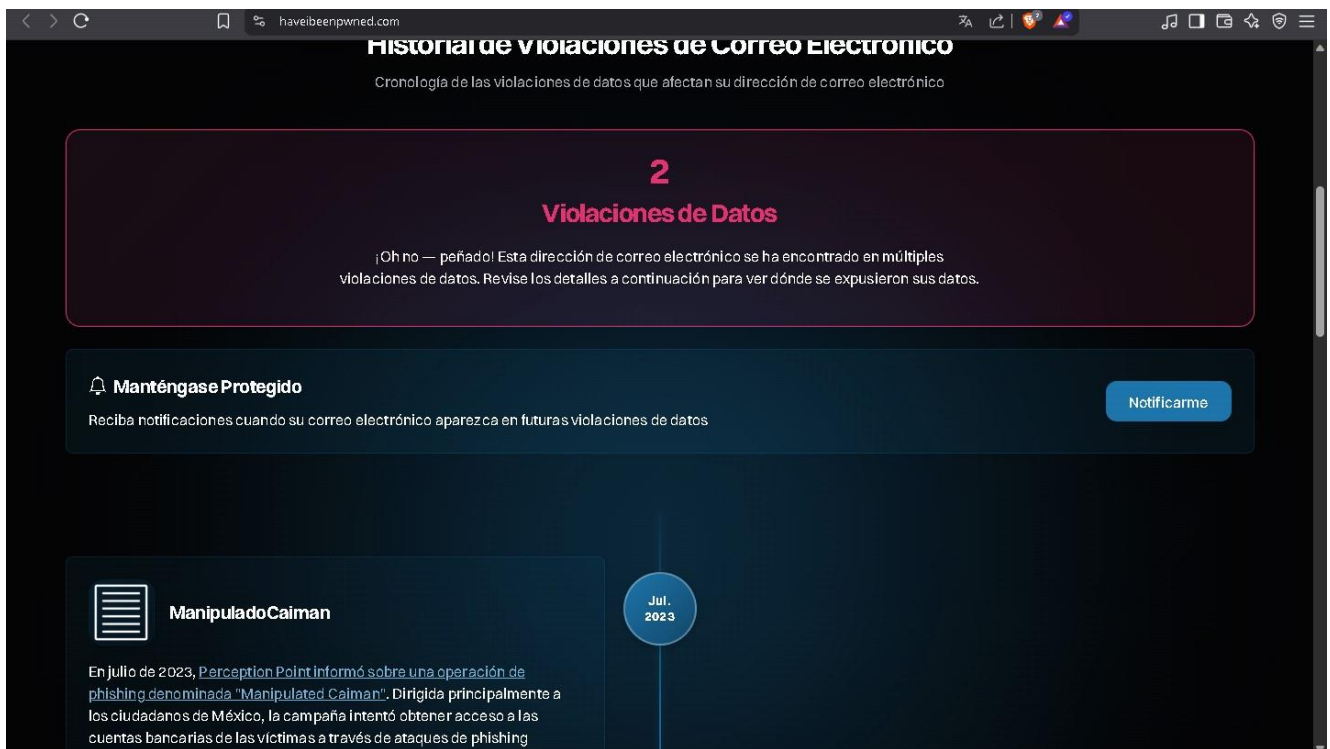 haveibeenpwned.com
Historial de Violaciones de Correo Electrónico
Cronología de las violaciones de datos que afectan su dirección de correo electrónico
2
Violaciones de Datos
¡Oh no — peñado! Esta dirección de correo electrónico se ha encontrado en múltiples
violaciones de datos. Revise los detalles a continuación para ver dónde se expusieron sus datos.
Manténgase Protegido
Reciba notificaciones cuando su correo electrónico aparezca en futuras violaciones de datos
Notificarme
Jul.
2023
ManipuladoCaiman
En julio de 2023, Perception Point informó sobre una operación de
phishing denominada "Manipulated Caiman". Dirigida principalmente a
los ciudadanos de México, la campaña intentó obtener acceso a las
cuentas bancarias de las víctimas a través de ataques de phishing